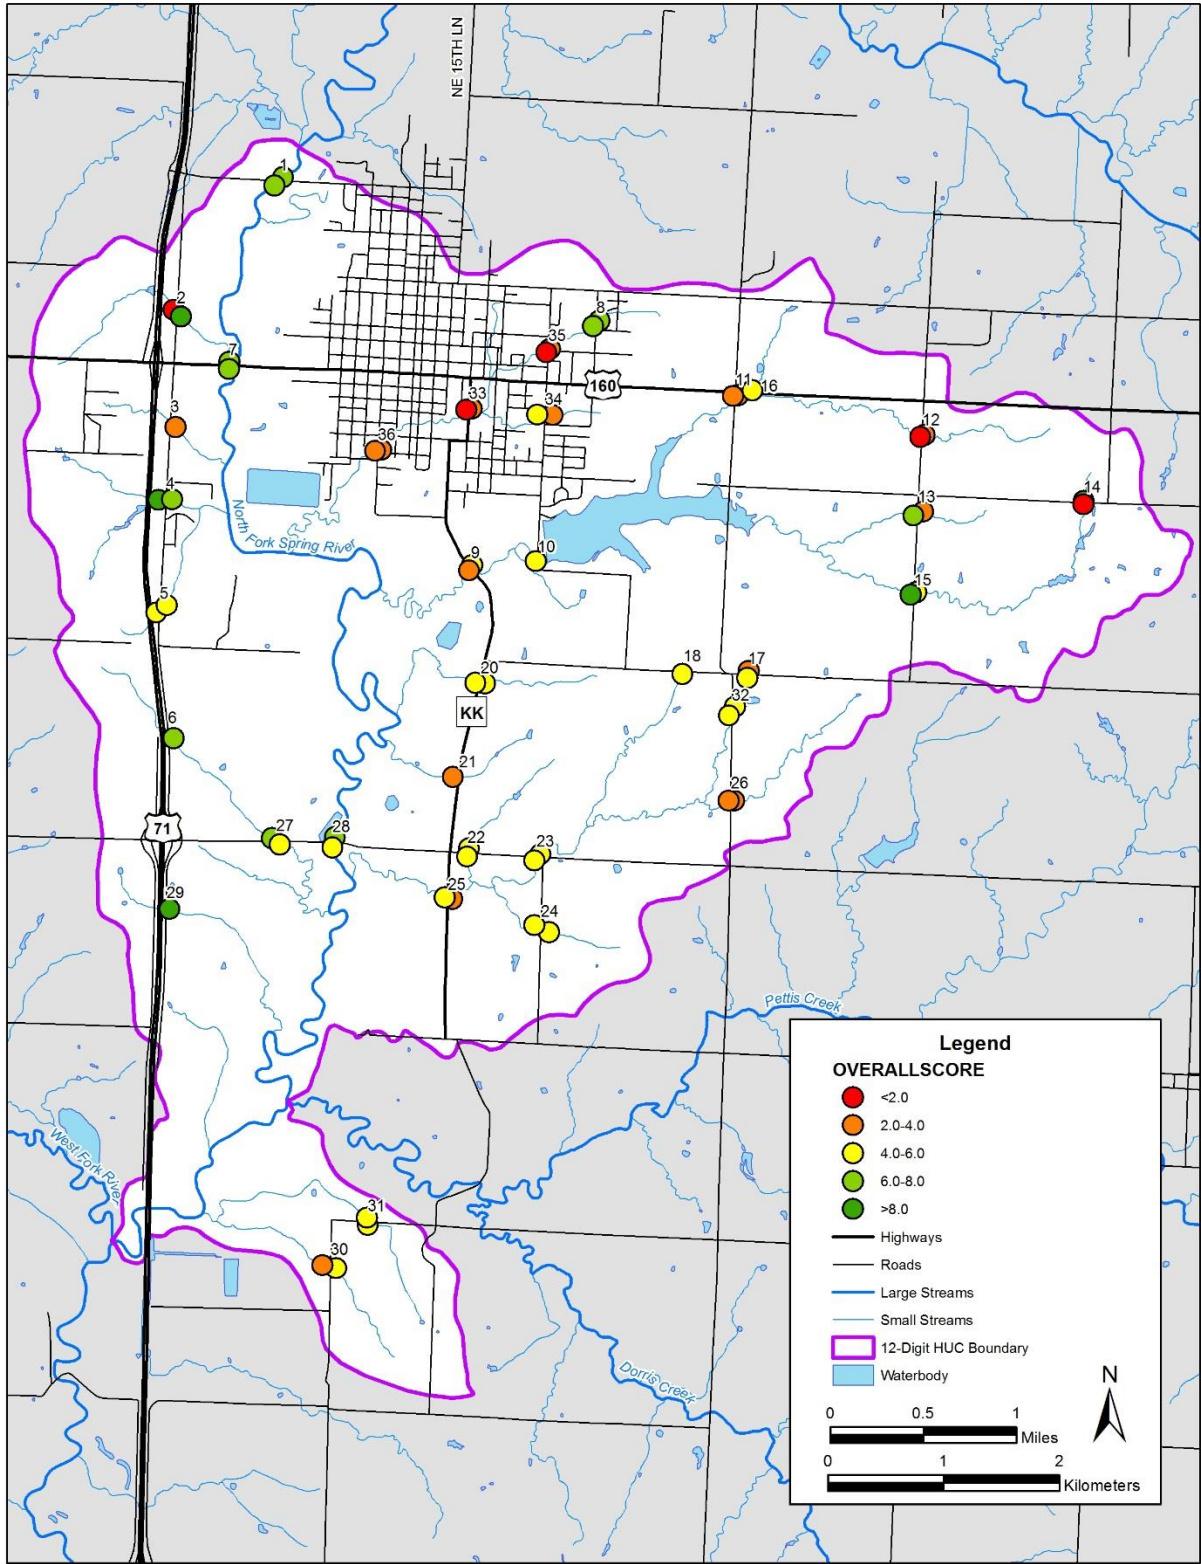 NE 15TH LN
1
2
8
7
35
160
11
16
3
33
34
12
36
4
13
14
North Fork Spring River
9
10
5
15
20
18
17
32
KK
6
21
26
71
27
28
22
23
29
25
24
Pettis Creek
West Fork River
31
30
Dorris Creek
Legend
OVERALLSCORE
<2.0
2.0-4.0
4.0-6.0
6.0-8.0
>8.0
Highways
Roads
Large Streams
Small Streams
12-Digit HUC Boundary
Waterbody
N
0 0.5 1
Miles
0 1 2
Kilometers